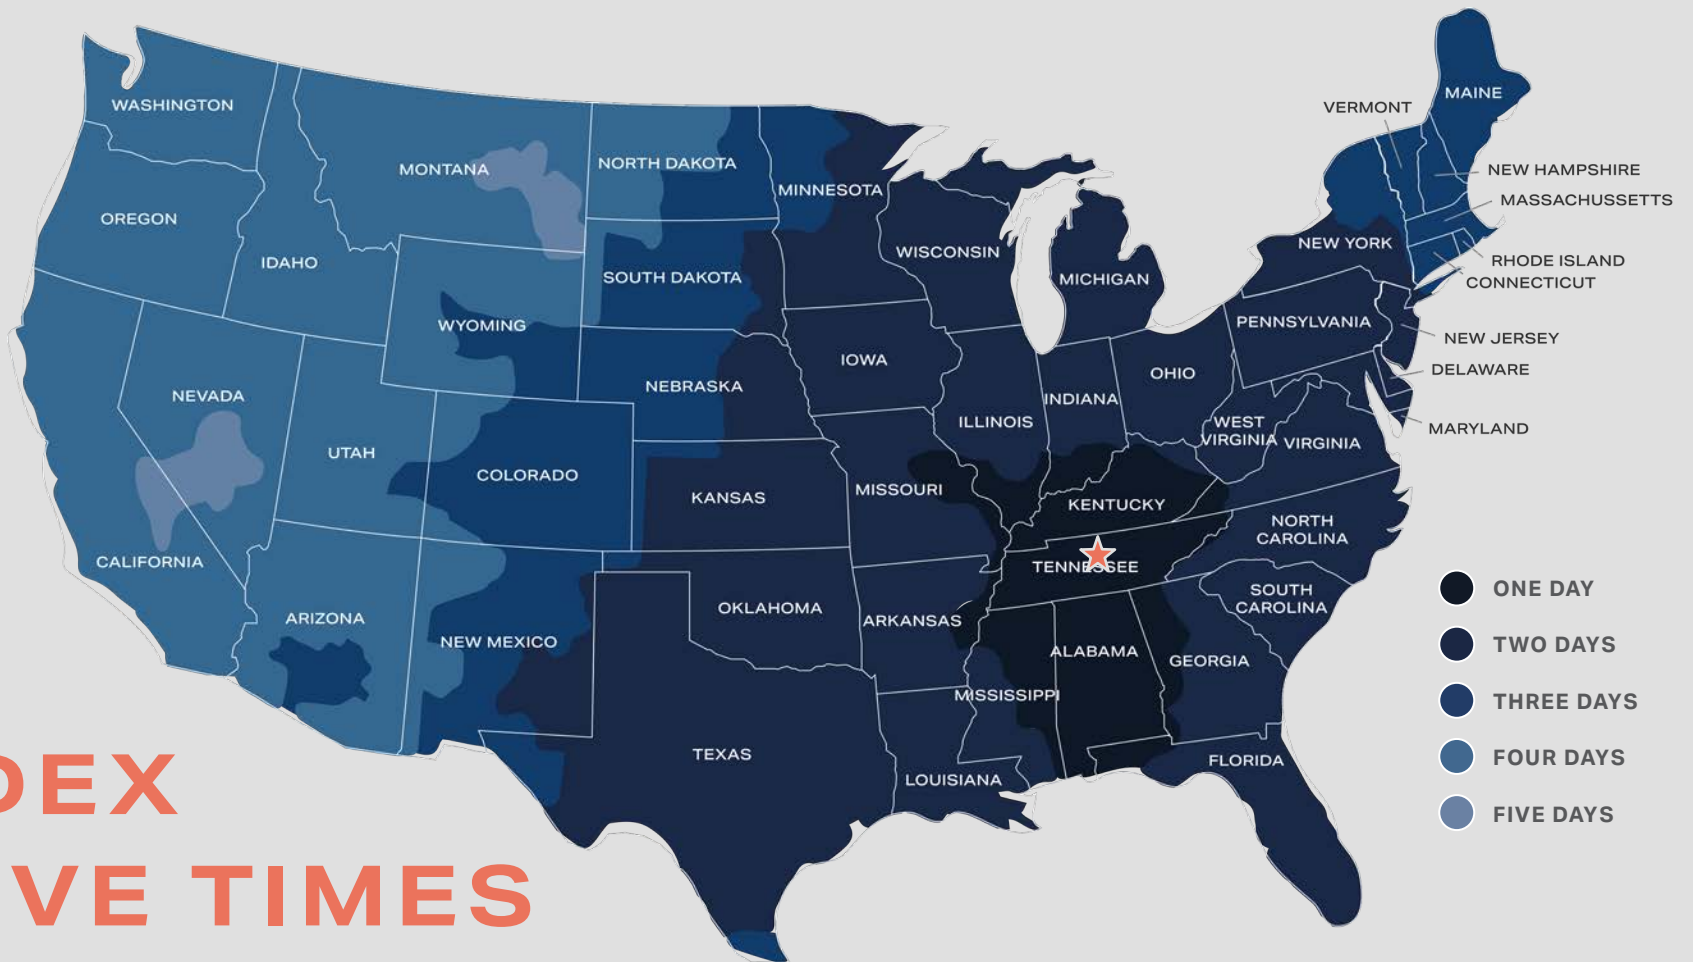 WASHINGTON
OREGON
IDAHO
MONTANA
NORTH DAKOTA
MINNESOTA
SOUTH DAKOTA
WYOMING
NEBRASKA
NEVADA
UTAH
COLORADO
KANSAS
CALIFORNIA
ARIZONA
NEW MEXICO
OKLAHOMA
TEXAS
WISCONSIN
MICHIGAN
IOWA
ILLINOIS
INDIANA
OHIO
MISSOURI
KENTUCKY
TENNESSEE
ARKANSAS
MISSISSIPPI
ALABAMA
GEORGIA
LOUISIANA
FLORIDA
WEST
VIRGINIA
VIRGINIA
NORTH
CAROLINA
SOUTH
CAROLINA
PENNSYLVANIA
NEW YORK
VERMONT
MAINE
NEW HAMPSHIRE
MASSACHUSSETTS
RHODE ISLAND
CONNECTICUT
NEW JERSEY
DELAWARE
MARYLAND
ONE DAY
TWO DAYS
THREE DAYS
FOUR DAYS
FIVE DAYS
DEX
VE TIMES